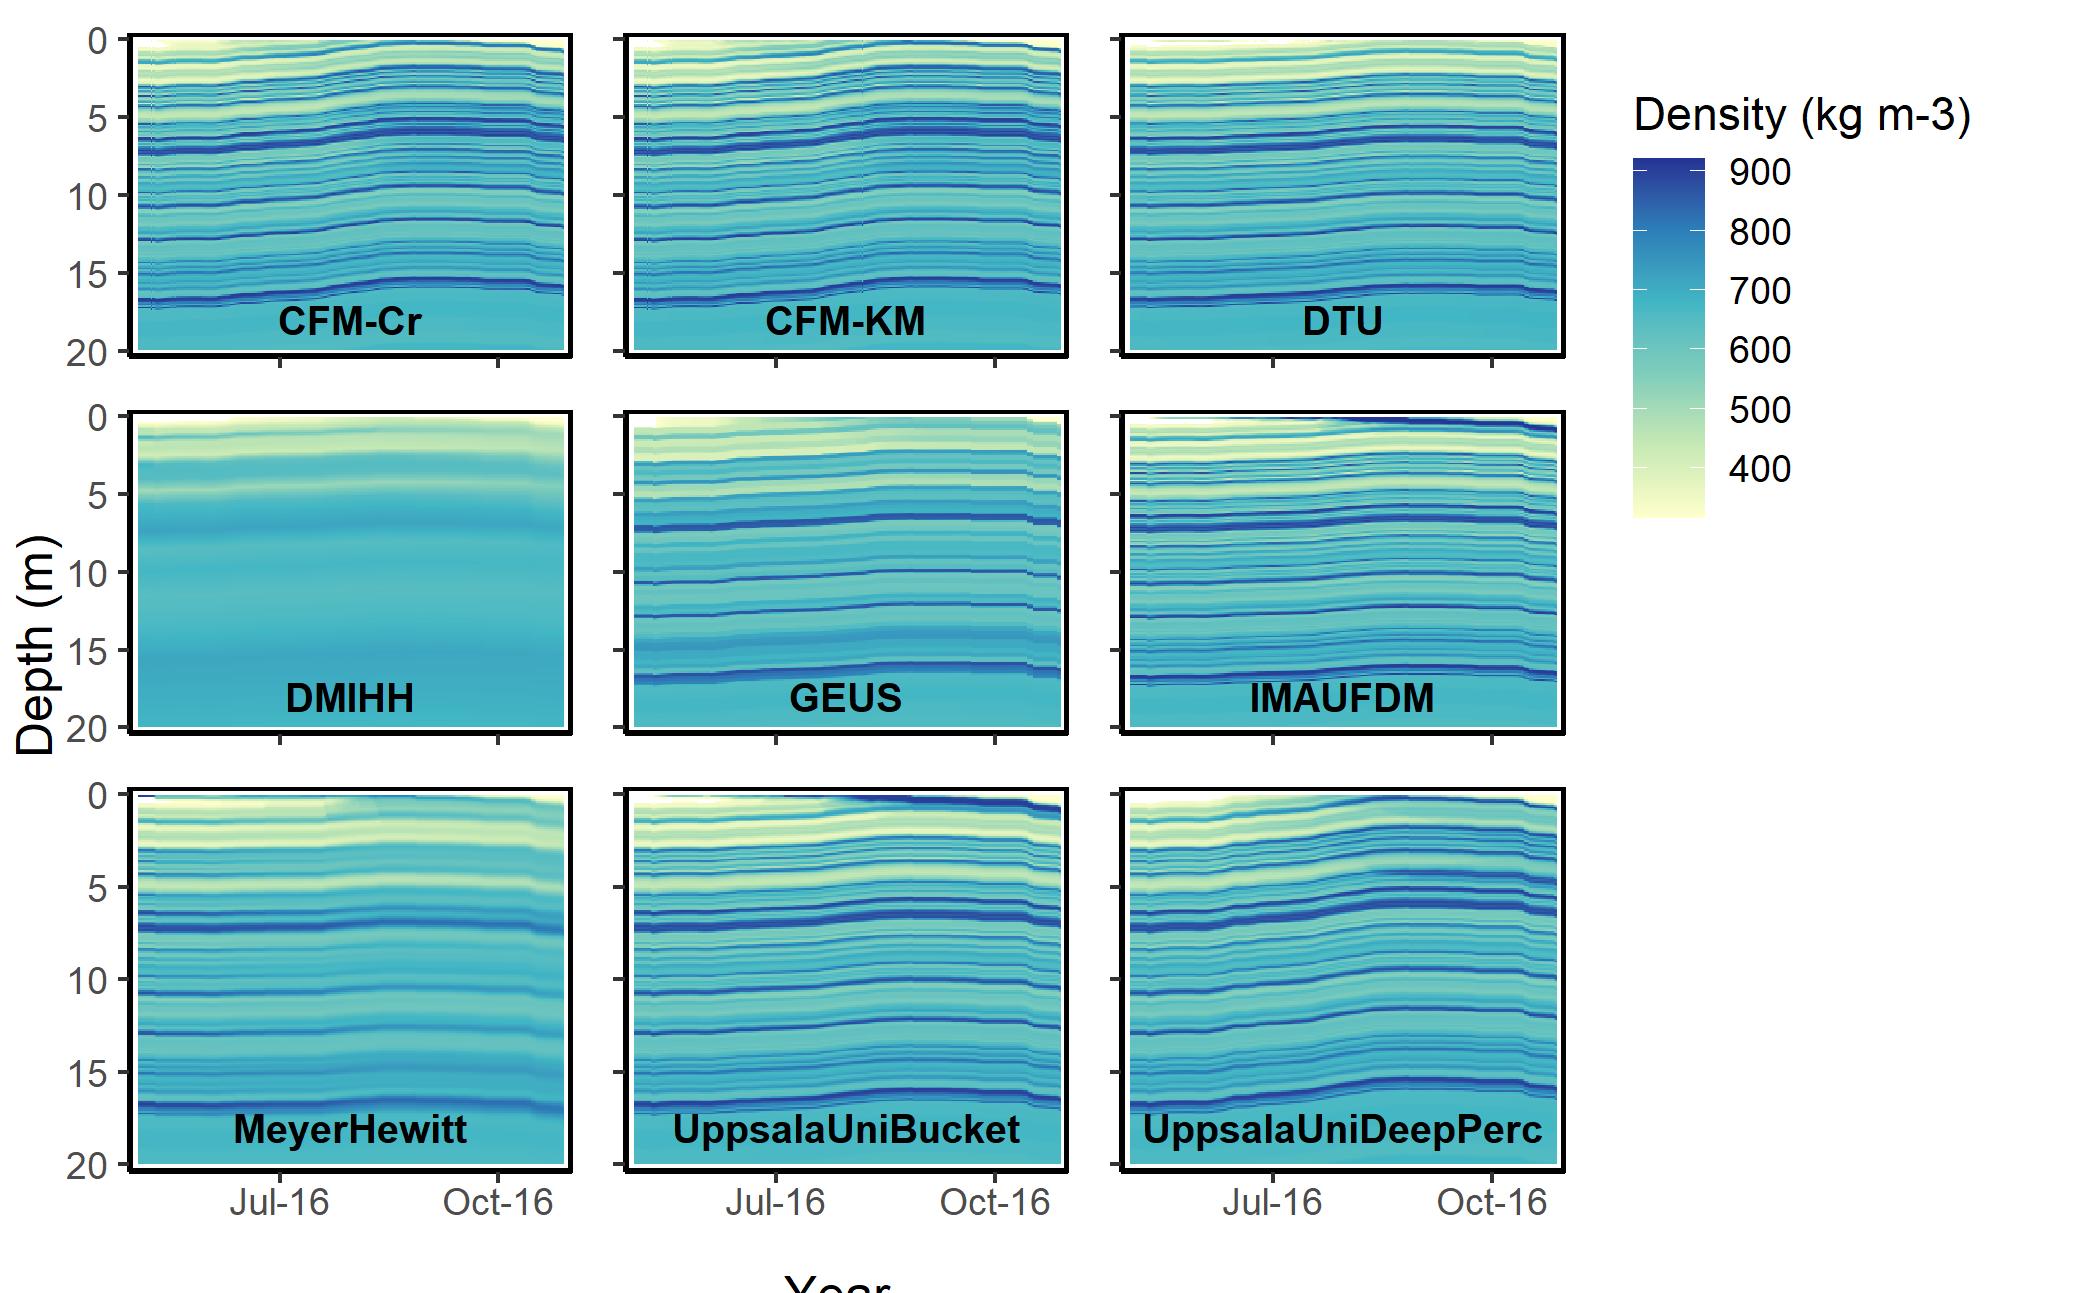 0
5
10
15
20
CFM-Cr
CFM-KM
DTU
Density (kg m-3)
900
800
700
600
500
400
Depth (m)
0
5
10
15
20
DMIHH
GEUS
IMAUFDM
0
5
10
15
20
MeyerHewitt
UppsalaUniBucket
UppsalaUniDeepPerc
Jul-16
Oct-16
Jul-16
Oct-16
Jul-16
Oct-16
Year